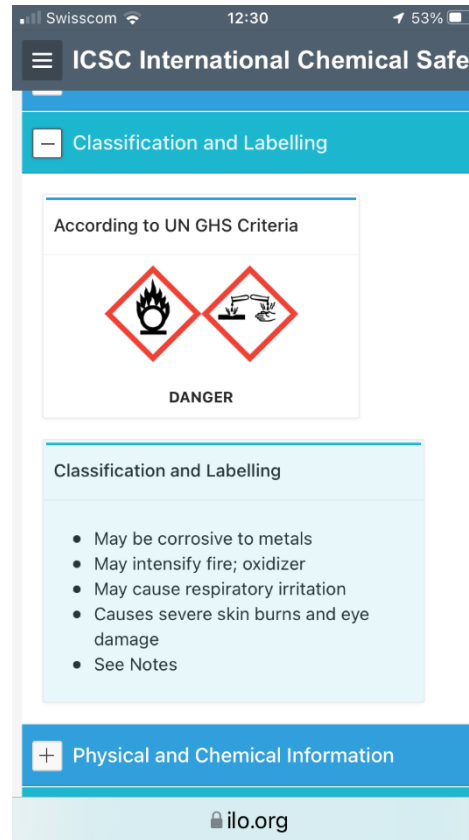 Swisscom 12:30 53%
ICSC International Chemical Safe
Classification and Labelling
According to UN GHS Criteria
DANGER
Classification and Labelling
May be corrosive to metals
May intensify fire; oxidizer
May cause respiratory irritation
Causes severe skin burns and eye
damage
See Notes
Physical and Chemical Information
ilo.org